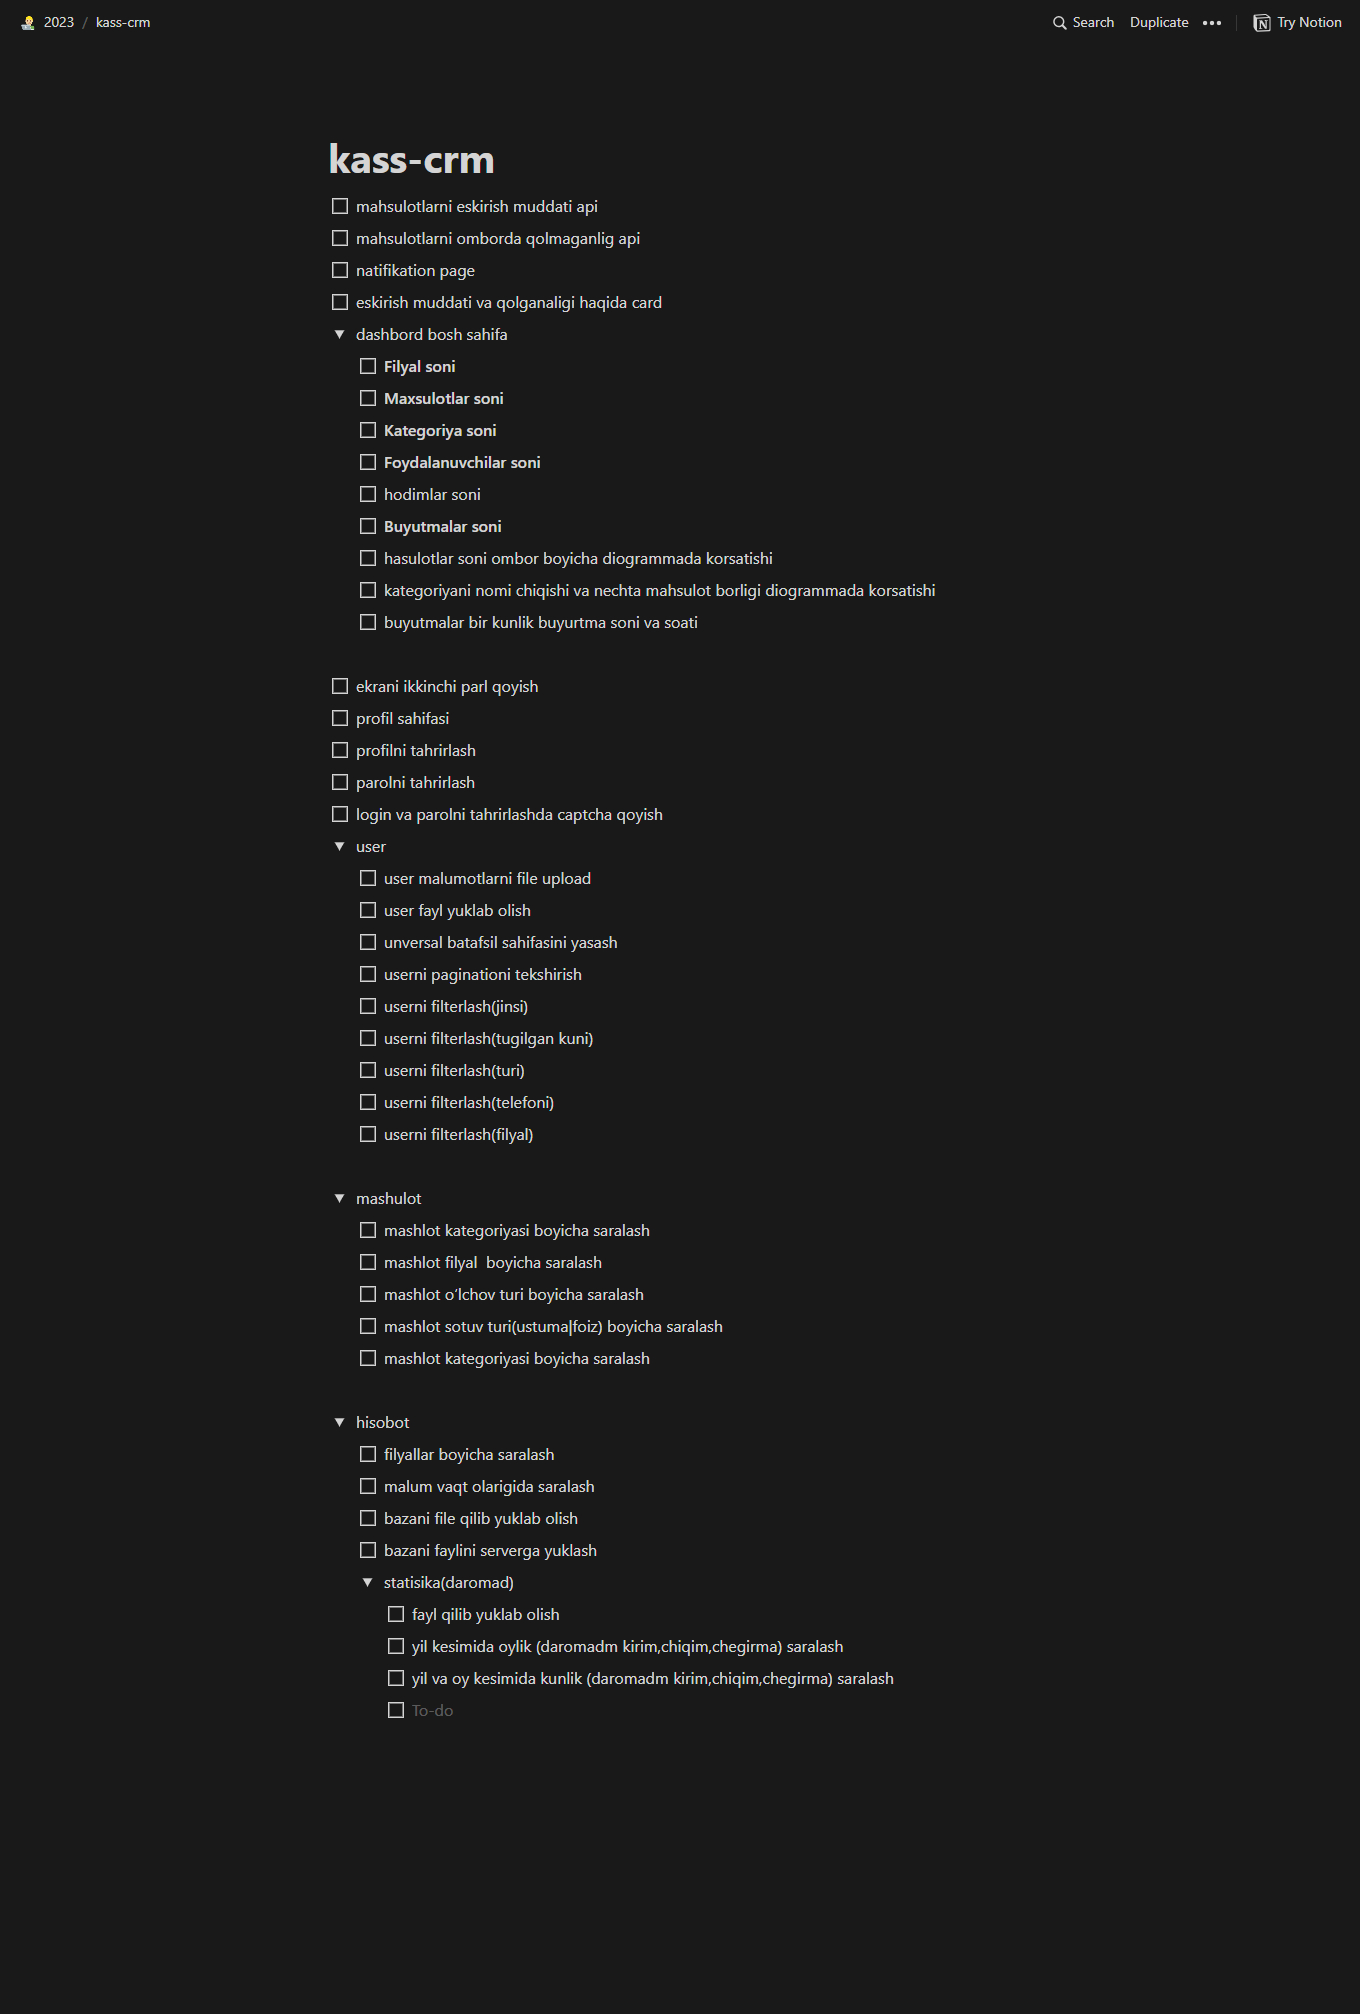 2023 / kass-crm
Search Duplicate ••• Try Notion
kass-crm
mahsulotlarni eskirish muddati api
mahsulotlarni omborda qolmaganlig api
natifikation page
eskirish muddati va qolganaligi haqida card
dashbord bosh sahifa
Filyal soni
Maxsulotlar soni
Kategoriya soni
Foydalanuvchilar soni
hodimlar soni
Buyutmalar soni
hasulotlar soni ombor boyicha diogrammada korsatishi
kategoriyani nomi chiqishi va nechta mahsulot borligi diogrammada korsatishi
buyutmalar bir kunlik buyurtma soni va soati
ekrani ikkinchi parl qoyish
profil sahifasi
profilni tahrirlash
parolni tahrirlash
login va parolni tahrirlashda captcha qoyish
user
user malumotlarni file upload
user fayl yuklab olish
unversal batafsil sahifasini yasash
userni paginationi tekshirish
userni filterlash(jinsi)
userni filterlash(tugilgan kuni)
userni filterlash(turi)
userni filterlash(telefoni)
userni filterlash(filyal)
mashulot
mashlot kategoriyasi boyicha saralash
mashlot filyal  boyicha saralash
mashlot o‘lchov turi boyicha saralash
mashlot sotuv turi(ustuma|foiz) boyicha saralash
mashlot kategoriyasi boyicha saralash
hisobot
filyallar boyicha saralash
malum vaqt olarigida saralash
bazani file qilib yuklab olish
bazani faylini serverga yuklash
statisika(daromad)
fayl qilib yuklab olish
yil kesimida oylik (daromadm kirim,chiqim,chegirma) saralash
yil va oy kesimida kunlik (daromadm kirim,chiqim,chegirma) saralash
To-do